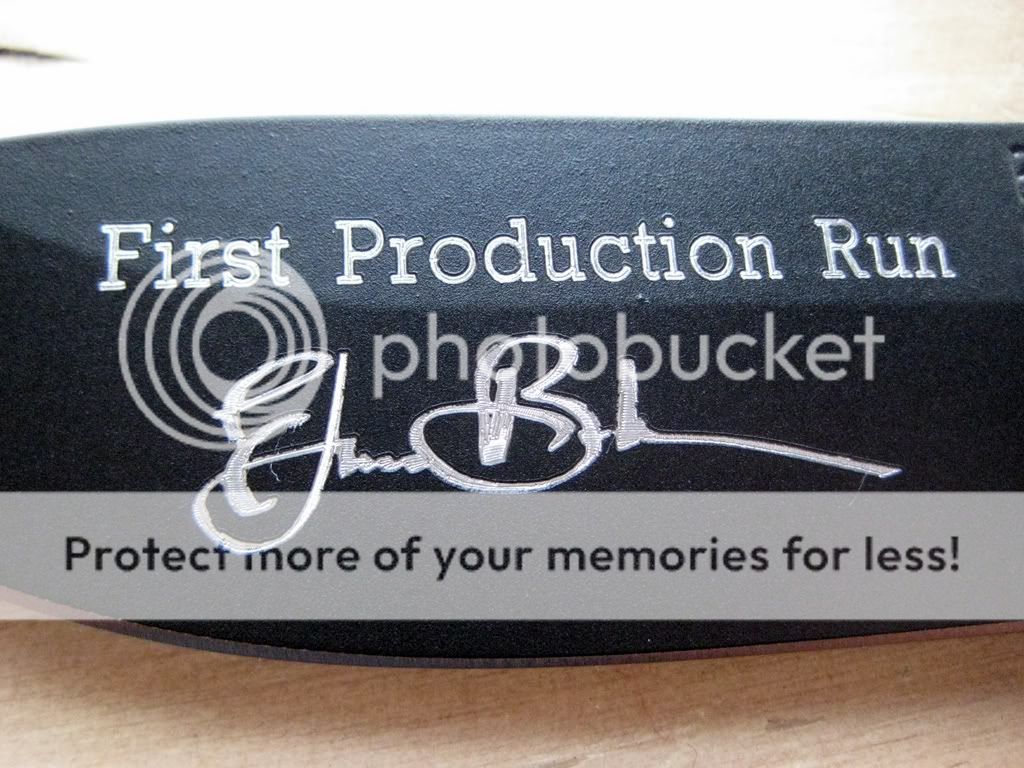 First Production Run
photobucket
Protect more of your memories for less!